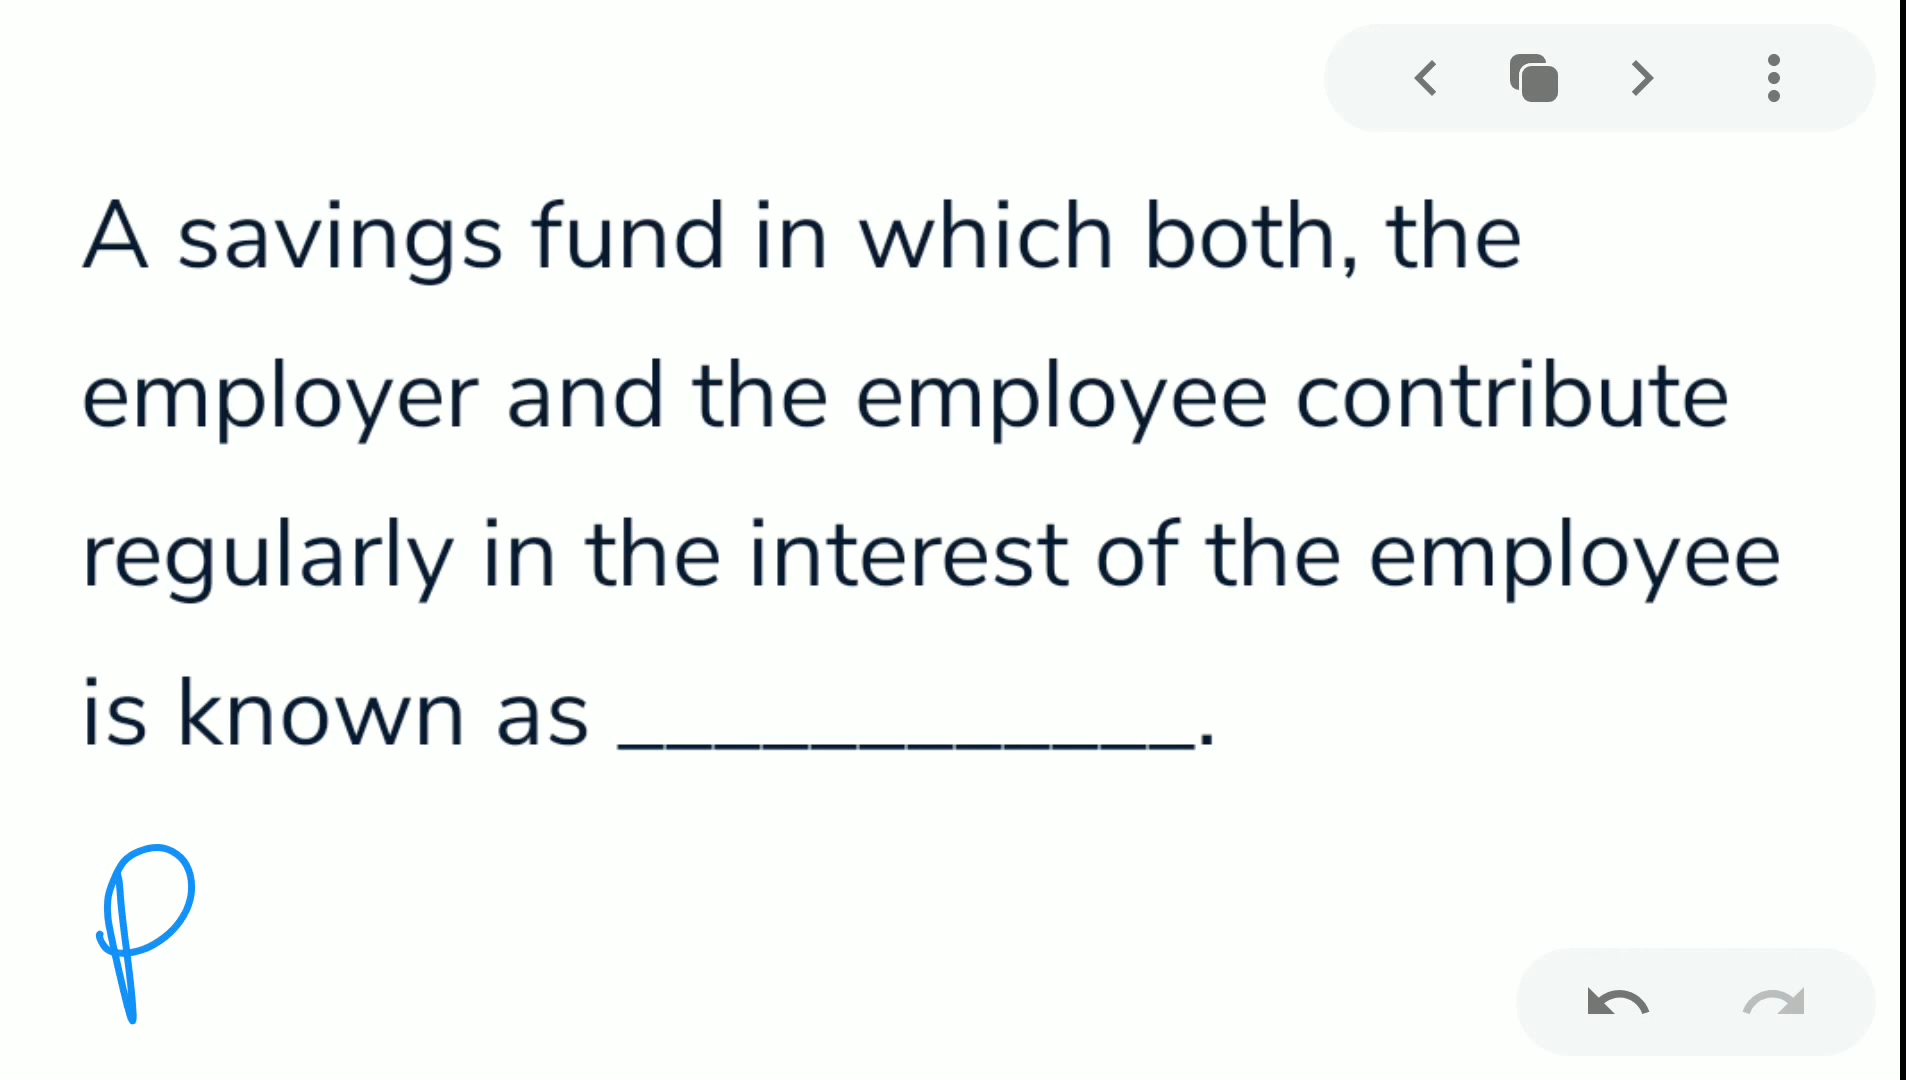 A savings fund in which both, the
employer and the employee contribute
regularly in the interest of the employee
is known as ____________.
P